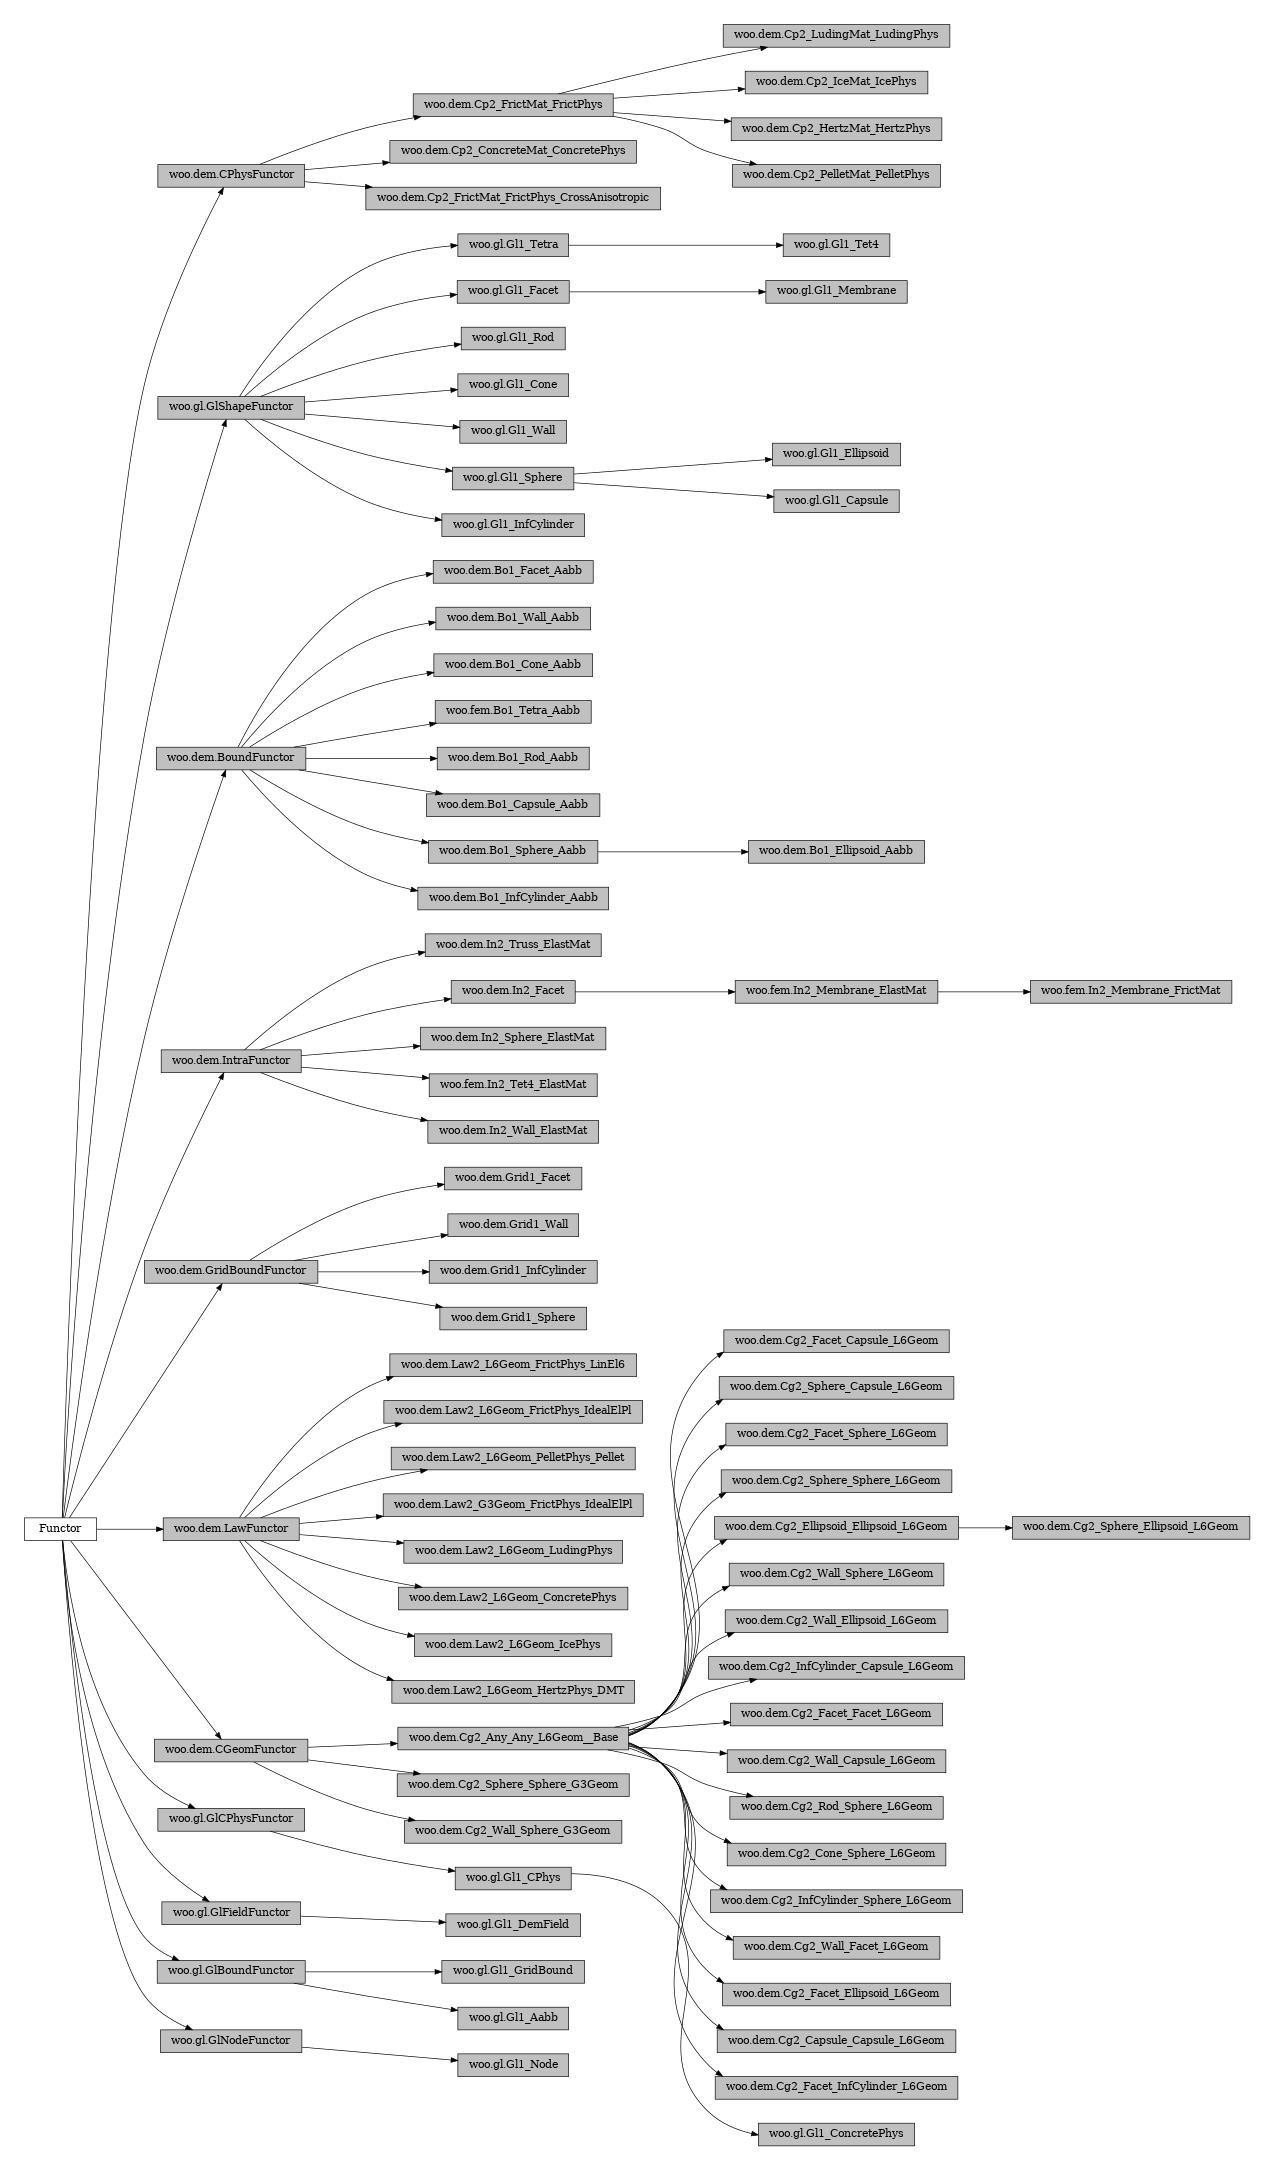 woo.dem.Cp2_LudingMat_LudingPhys
woo.dem.Cp2_IceMat_IcePhys
woo.dem.Cp2_FrictMat_FrictPhys
woo.dem.Cp2_HertzMat_HertzPhys
woo.dem.Cp2_ConcreteMat_ConcretePhys
woo.dem.CPhysFunctor
woo.dem.Cp2_PelletMat_PelletPhys
woo.dem.Cp2_FrictMat_FrictPhys_CrossAnisotropic
woo.gl.Gl1_Tetra
woo.gl.Gl1_Tet4
woo.gl.Gl1_Facet
woo.gl.Gl1_Membrane
woo.gl.Gl1_Rod
woo.gl.Gl1_Cone
woo.gl.GlShapeFunctor
woo.gl.Gl1_Wall
woo.gl.Gl1_Ellipsoid
woo.gl.Gl1_Sphere
woo.gl.Gl1_Capsule
woo.gl.Gl1_InfCylinder
woo.dem.Bo1_Facet_Aabb
woo.dem.Bo1_Wall_Aabb
woo.dem.Bo1_Cone_Aabb
woo.fem.Bo1_Tetra_Aabb
woo.dem.BoundFunctor
woo.dem.Bo1_Rod_Aabb
woo.dem.Bo1_Capsule_Aabb
woo.dem.Bo1_Sphere_Aabb
woo.dem.Bo1_Ellipsoid_Aabb
woo.dem.Bo1_InfCylinder_Aabb
woo.dem.In2_Truss_ElastMat
woo.dem.In2_Facet
woo.fem.In2_Membrane_ElastMat
woo.fem.In2_Membrane_FrictMat
woo.dem.In2_Sphere_ElastMat
woo.dem.IntraFunctor
woo.fem.In2_Tet4_ElastMat
woo.dem.In2_Wall_ElastMat
woo.dem.Grid1_Facet
woo.dem.Grid1_Wall
woo.dem.GridBoundFunctor
woo.dem.Grid1_InfCylinder
woo.dem.Grid1_Sphere
woo.dem.Cg2_Facet_Capsule_L6Geom
woo.dem.Law2_L6Geom_FrictPhys_LinEl6
woo.dem.Cg2_Sphere_Capsule_L6Geom
woo.dem.Law2_L6Geom_FrictPhys_IdealElPl
woo.dem.Cg2_Facet_Sphere_L6Geom
woo.dem.Law2_L6Geom_PelletPhys_Pellet
woo.dem.Cg2_Sphere_Sphere_L6Geom
woo.dem.Law2_G3Geom_FrictPhys_IdealElPl
Functor
woo.dem.LawFunctor
woo.dem.Cg2_Ellipsoid_Ellipsoid_L6Geom
woo.dem.Cg2_Sphere_Ellipsoid_L6Geom
woo.dem.Law2_L6Geom_LudingPhys
woo.dem.Cg2_Wall_Sphere_L6Geom
woo.dem.Law2_L6Geom_ConcretePhys
woo.dem.Cg2_Wall_Ellipsoid_L6Geom
woo.dem.Law2_L6Geom_IcePhys
woo.dem.Cg2_InfCylinder_Capsule_L6Geom
woo.dem.Law2_L6Geom_HertzPhys_DMT
woo.dem.Cg2_Facet_Facet_L6Geom
woo.dem.Cg2_Any_Any_L6Geom__Base
woo.dem.CGeomFunctor
woo.dem.Cg2_Wall_Capsule_L6Geom
woo.dem.Cg2_Sphere_Sphere_G3Geom
woo.dem.Cg2_Rod_Sphere_L6Geom
woo.gl.GlCPhysFunctor
woo.dem.Cg2_Wall_Sphere_G3Geom
woo.dem.Cg2_Cone_Sphere_L6Geom
woo.gl.Gl1_CPhys
woo.dem.Cg2_InfCylinder_Sphere_L6Geom
woo.gl.GlFieldFunctor
woo.gl.Gl1_DemField
woo.dem.Cg2_Wall_Facet_L6Geom
woo.gl.GlBoundFunctor
woo.gl.Gl1_GridBound
woo.dem.Cg2_Facet_Ellipsoid_L6Geom
woo.gl.Gl1_Aabb
woo.gl.GlNodeFunctor
woo.dem.Cg2_Capsule_Capsule_L6Geom
woo.gl.Gl1_Node
woo.dem.Cg2_Facet_InfCylinder_L6Geom
woo.gl.Gl1_ConcretePhys